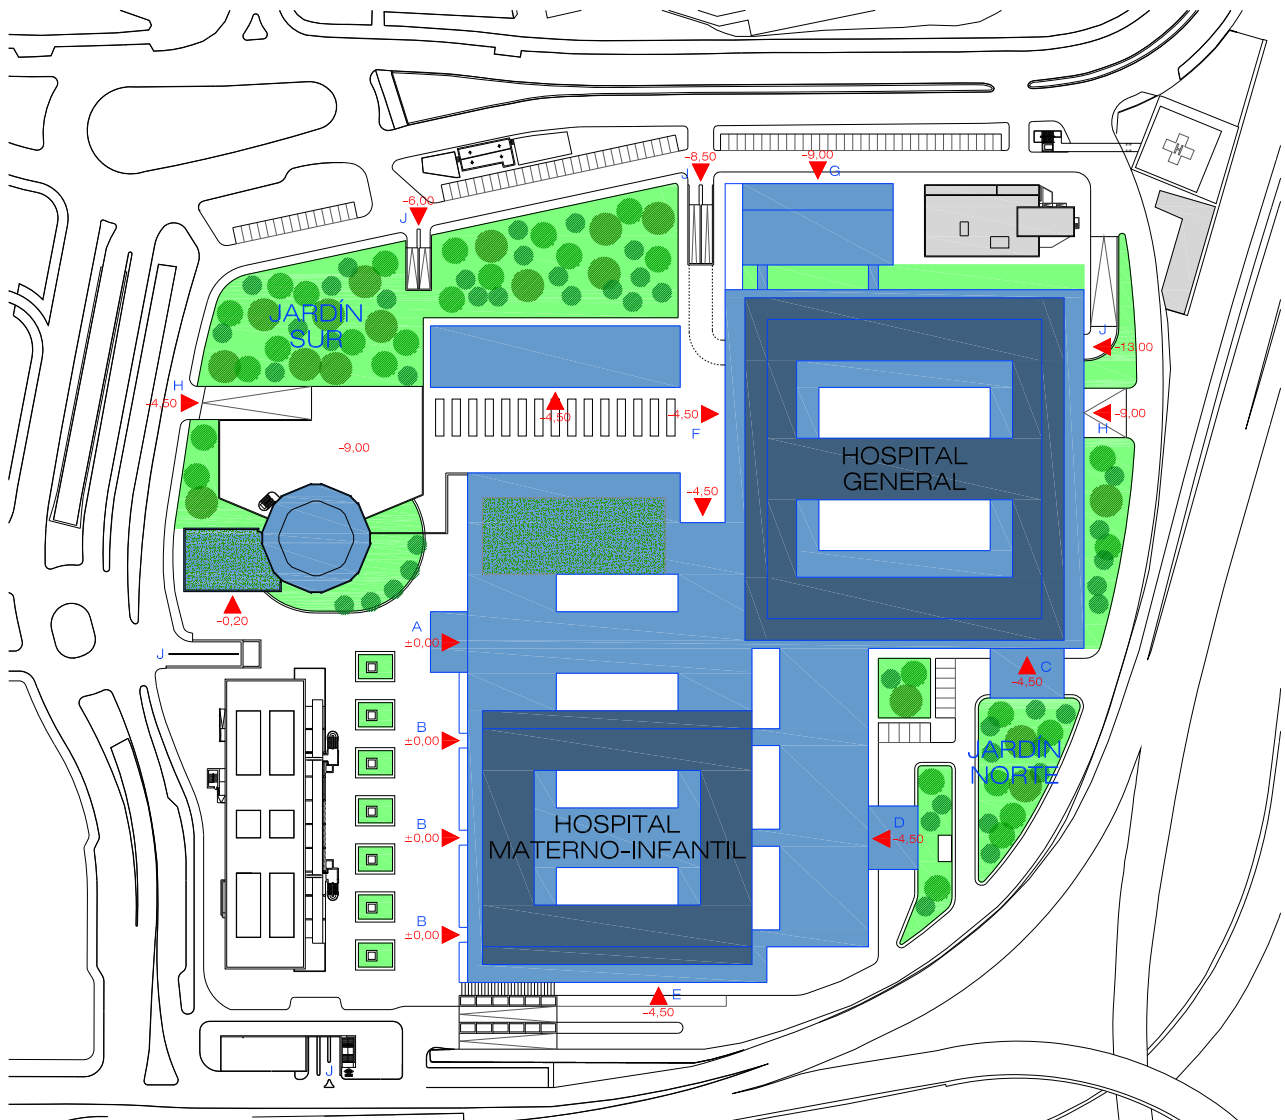 -8,50
J
-9,00
G
-6,00
J
JARDÍN
SUR
H
-4,50
-4,50
-4,50
F
J
-13,00
-9,00
H
-9,00
HOSPITAL
GENERAL
-4,50
-0,20
A
±0,00
J
C
-4,50
B
±0,00
JARDÍN
NORTE
B
±0,00
HOSPITAL
MATERNO-INFANTIL
D
-4,50
B
±0,00
E
-4,50
J
H